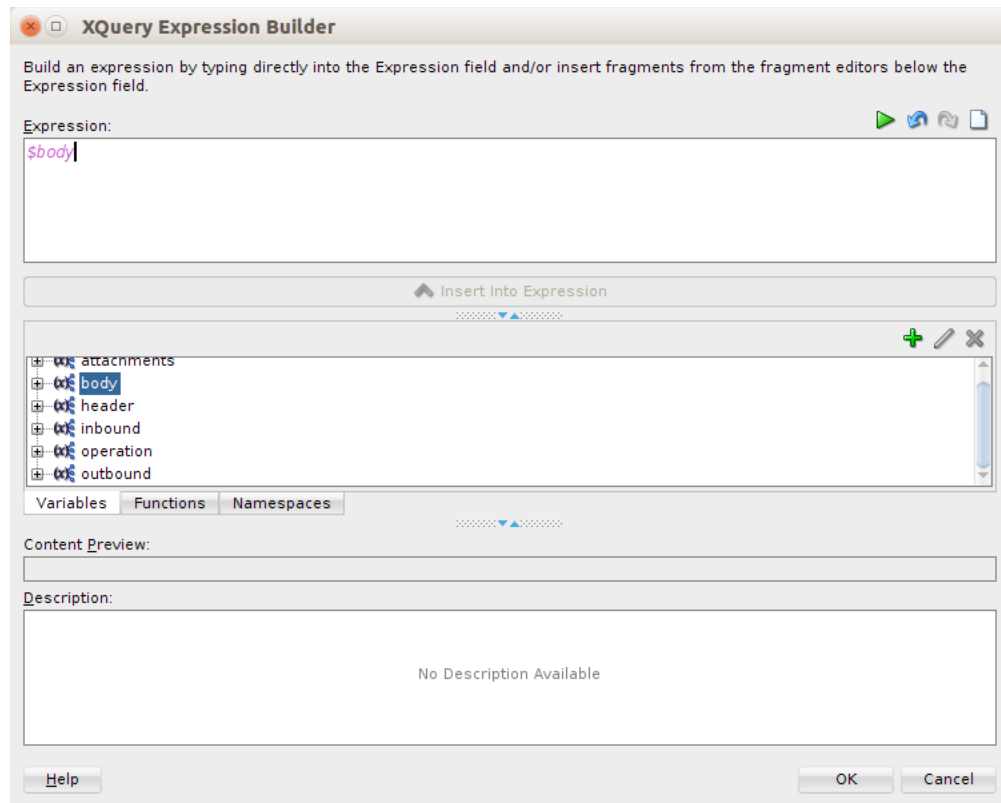 XQuery Expression Builder
Build an expression by typing directly into the Expression field and/or insert fragments from the fragment editors below the
Expression field.
Expression:
$body
Insert Into Expression
attachments
body
header
inbound
operation
outbound
Variables Functions Namespaces
Content Preview:
Description:
No Description Available
Help OK Cancel